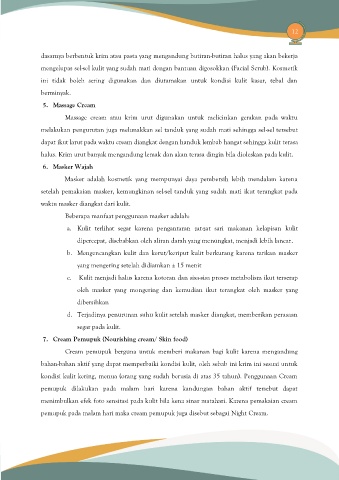 12
dasarnya berbentuk krim atau pasta yang mengandung butiran-butiran halus yang akan bekerja
mengelupas sel-sel kulit yang sudah mati dengan bantuan digosokkan (Facial Scrub). Kosmetik
ini tidak boleh sering digunakan dan diutamakan untuk kondisi kulit kasar, tebal dan
berminyak.
5. Massage Cream
Massage cream atau krim urut digunakan untuk melicinkan gerakan pada waktu
melakukan pengurutan juga melunakkan sel tanduk yang sudah mati sehingga sel-sel tersebut
dapat ikut larut pada waktu cream diangkat dengan handuk lembab hangat sehingga kulit terasa
halus. Krim urut banyak mengandung lemak dan akan terasa dingin bila dioleskan pada kulit.
6. Masker Wajah
Masker adalah kosmetik yang mempunyai daya pembersih lebih mendalam karena
setelah pemakaian masker, kemungkinan sel-sel tanduk yang sudah mati ikut terangkat pada
waktu masker diangkat dari kulit.
Beberapa manfaat penggunaan masker adalah:
a. Kulit terlihat segar karena pengantaran zat-zat sari makanan kelapisan kulit
dipercepat, disebabkan oleh aliran darah yang meningkat, menjadi lebih lancar.
b. Mengencangkan kulit dan kerut/keriput kulit berkurang karena tarikan masker
yang mengering setelah didiamkan ± 15 menit
c. Kulit menjadi halus karena kotoran dan sisa-sisa proses metabolism ikut terserap
oleh masker yang mongering dan kemudian ikut terangkat oleh masker yang
dibersihkan
d. Terjadinya penurunan suhu kulit setelah masker diangkat, memberikan perasaan
segar pada kulit.
7. Cream Pemupuk (Nourishing cream/ Skin food)
Cream pemupuk berguna untuk memberi makanan bagi kulit karena mengandung
bahan-bahan aktif yang dapat memperbaiki kondisi kulit, oleh sebab itu krim ini sesuai untuk
kondisi kulit kering, menua (orang yang sudah berusia di atas 35 tahun). Penggunaan Cream
pemupuk dilakukan pada malam hari karena kandungan bahan aktif tersebut dapat
menimbulkan efek foto sensitasi pada kulit bila kena sinar matahari. Karena pemakaian cream
pemupuk pada malam hari maka cream pemupuk juga disebut sebagai Night Cream.